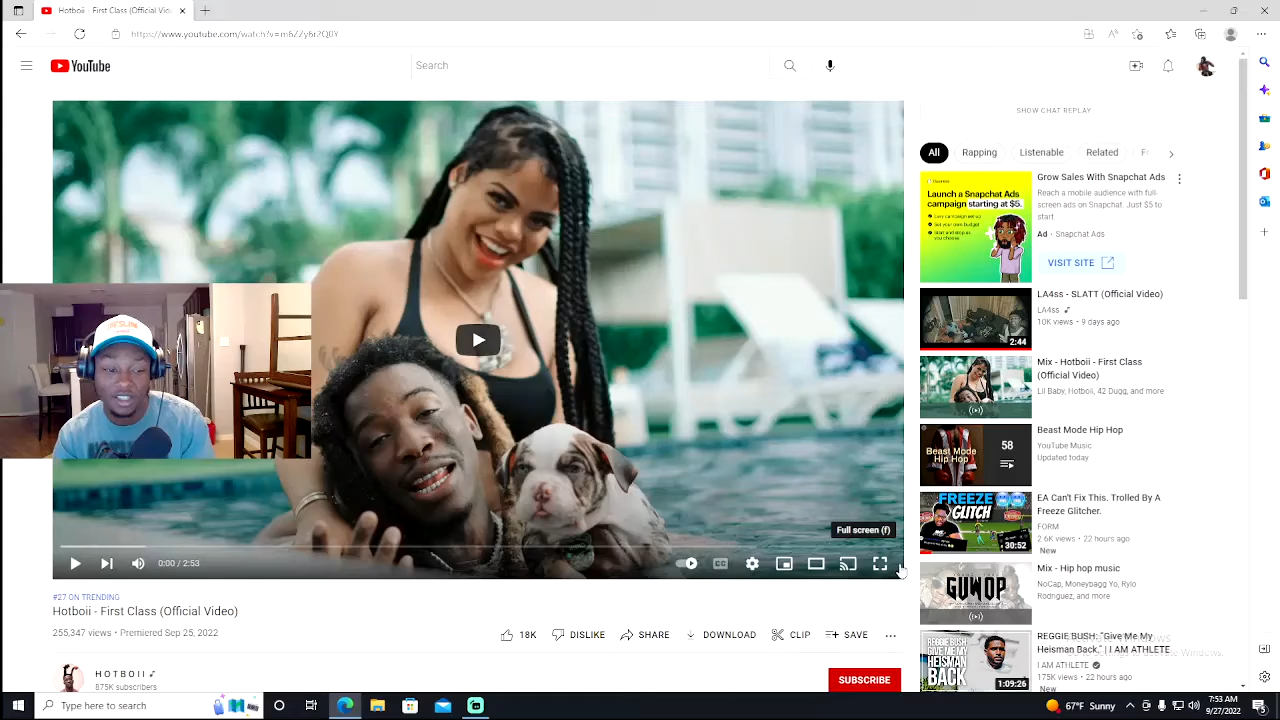 Hotboii - First Class (Official Vid
https://www.youtube.com/watch?v=m6Zzy6r2Q0Y
YouTube
Search
SHOW CHAT REPLAY
All
Rapping
Listenable
Related
Fr
Launch a Snapchat Ads
campaign starting at $5.
Grow Sales With Snapchat Ads
Reach a mobile audience with full-
screen ads on Snapchat. Just $5 to
start.
Ad · Snapchat Ads
VISIT SITE
2:44
LA4ss - SLATT (Official Video)
LA4ss
10K views • 9 days ago
Mix - Hotboii - First Class
(Official Video)
Lil Baby, Hotboii, 42 Dugg, and more
Beast Mode
Hip Hop
58
Beast Mode Hip Hop
YouTube Music
Updated today
FREEZE
GLITCH
30:52
EA Can't Fix This. Trolled By A
Freeze Glitcher.
FORM
2.6K views • 22 hours ago
New
GUWOP
Mix - Hip hop music
NoCap, Moneybagg Yo, Rylo
Rodriguez, and more
REGGIE BUSH:
GIVE ME MY
HEISMAN
BACK
1:09:26
REGGIE BUSH: "Give Me My
Heisman Back." | I AM ATHLETE
I AM ATHLETE
175K views • 22 hours ago
New
Full screen (f)
0:00 / 2:53
#27 ON TRENDING
Hotboii - First Class (Official Video)
255,347 views • Premiered Sep 25, 2022
18K
DISLIKE
SHARE
DOWNLOAD
CLIP
SAVE
H O T B O I I
875K subscribers
SUBSCRIBE
Type here to search
67°F Sunny
7:53 AM
9/27/2022